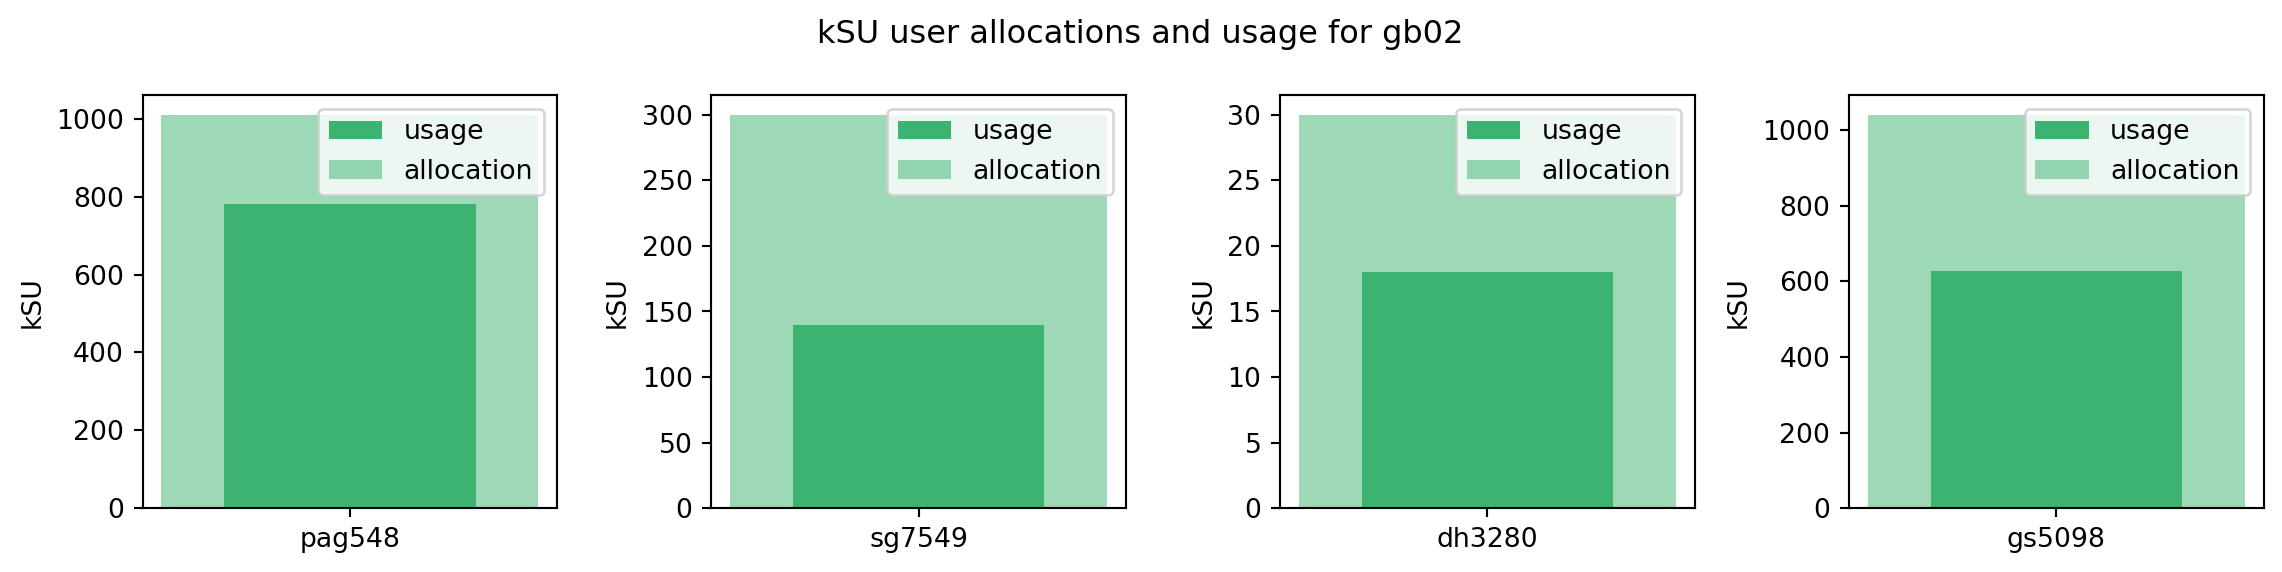 kSU user allocations and usage for gb02
1000
800
600
400
200
0
kSU
usage
allocation
pag548
300
250
200
150
100
50
0
kSU
usage
allocation
sg7549
30
25
20
15
10
5
0
kSU
usage
allocation
dh3280
1000
800
600
400
200
0
kSU
usage
allocation
gs5098